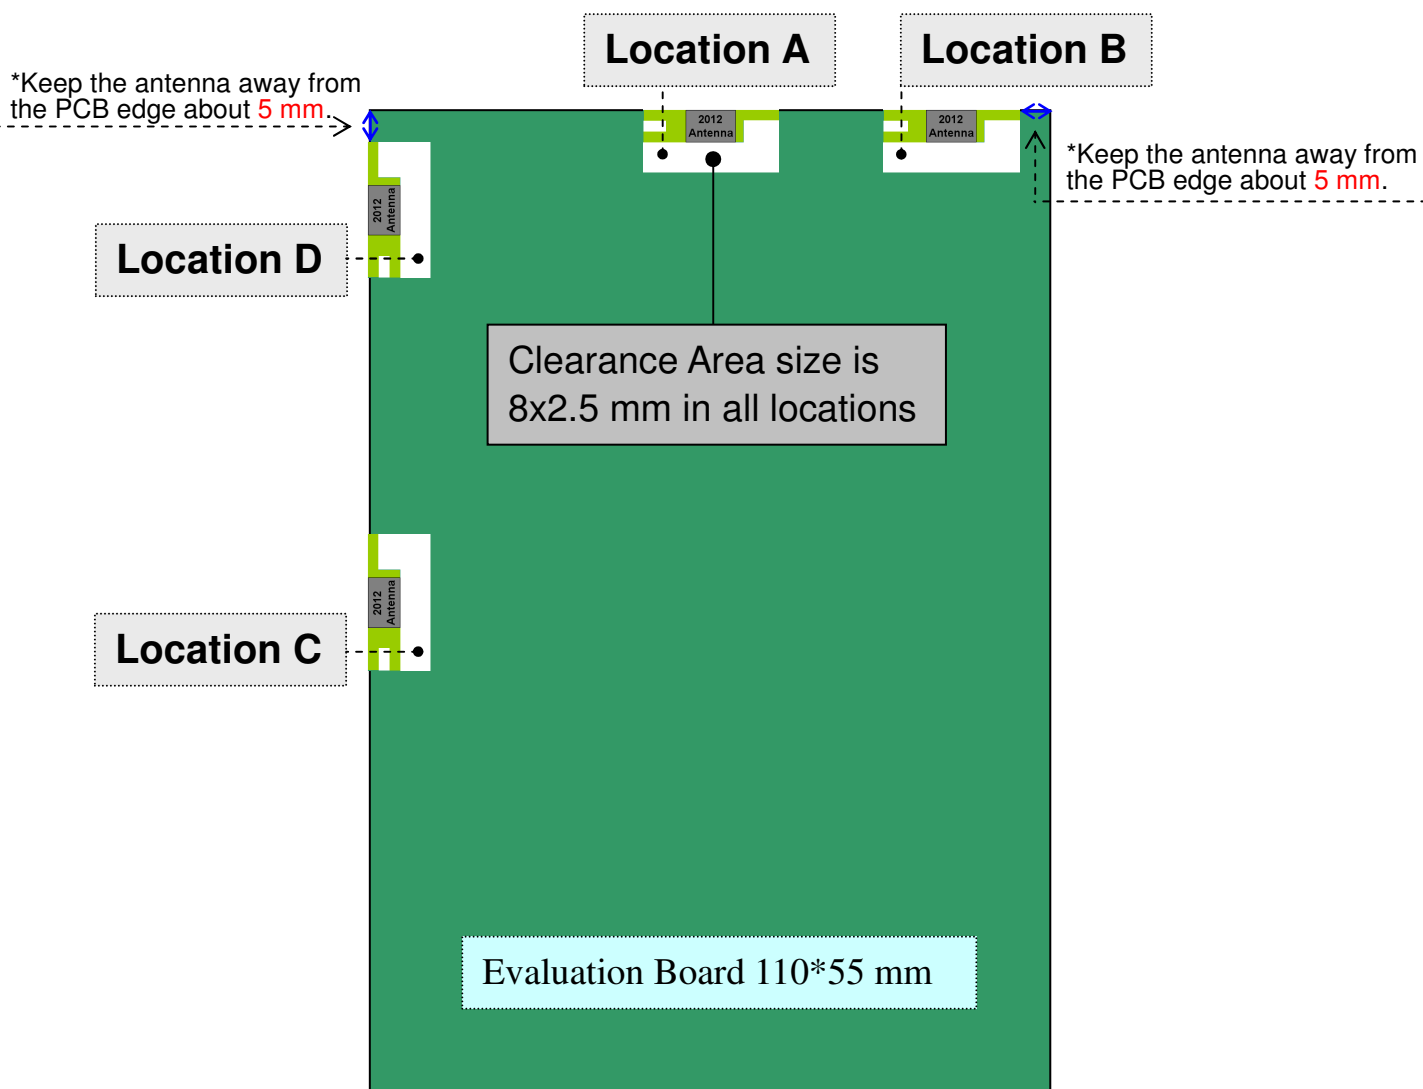 Location A
Location B
*Keep the antenna away from
the PCB edge about 5 mm.
2012
Antenna
2012
Antenna
*Keep the antenna away from
the PCB edge about 5 mm.
2012
Antenna
Location D
Clearance Area size is
8x2.5 mm in all locations
2012
Antenna
Location C
Evaluation Board 110*55 mm